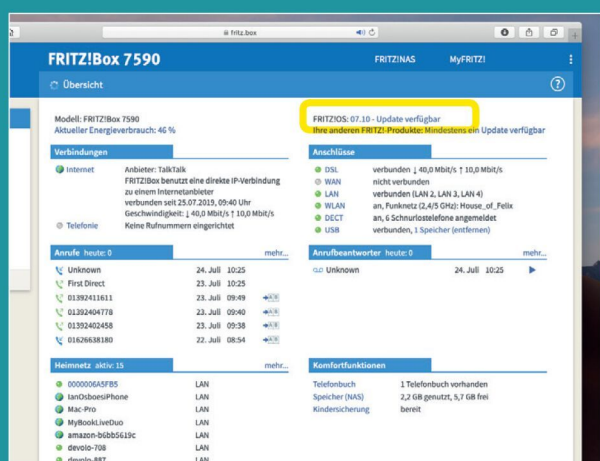 fritz.box
FRITZ!Box 7590
FRITZ!NAS
MyFRITZ!
Übersicht
?
Modell: FRITZ!Box 7590
Aktueller Energieverbrauch: 46 %
FRITZ!OS: 07.10 - Update verfügbar
Ihre anderen FRITZ!-Produkte: Mindestens ein Update verfügbar
Verbindungen
Internet Anbieter: TalkTalk
FRITZ!Box benutzt eine direkte IP-Verbindung
zu einem Internetanbieter
verbunden seit 25.07.2019, 09:40 Uhr
Geschwindigkeit: ↓ 40,0 Mbit/s ↑ 10,0 Mbit/s
Telefonie Keine Rufnummern eingerichtet
Anschlüsse
DSL verbunden ↓ 40,0 Mbit/s ↑ 10,0 Mbit/s
WAN nicht verbunden
LAN verbunden (LAN 2, LAN 3, LAN 4)
WLAN an, Funknetz (2,4/5 GHz): House_of_Felix
DECT an, 6 Schnurlostelefone angemeldet
USB verbunden, 1 Speicher (entfernen)
Anrufe heute: 0 mehr...
Unknown 24. Juli 10:25
First Direct 23. Juli 10:25
01392411611 23. Juli 09:49
01392404778 23. Juli 09:40
01392402458 23. Juli 09:38
01626638180 22. Juli 08:54
Anrufbeantworter heute: 0 mehr...
Unknown 24. Juli 10:25
Heimnetz aktiv: 15 mehr...
0000006A5FB5 LAN
IanOsboesiPhone LAN
Mac-Pro LAN
MyBookLiveDuo LAN
amazon-b6bb5619c LAN
devolo-708 LAN
devolo-887 LAN
Komfortfunktionen
Telefonbuch 1 Telefonbuch vorhanden
Speicher (NAS) 2,2 GB genutzt, 5,7 GB frei
Kindersicherung bereit